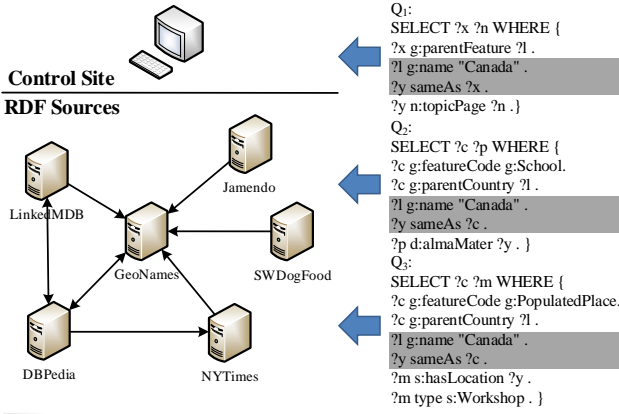 Control Site
RDF Sources
LinkedMDB
Jamendo
GeoNames
SWDogFood
DBPedia
NYTimes
Q1:
SELECT ?x ?n WHERE {
?x g:parentFeature ?l .
?l g:name "Canada" .
?y sameAs ?x .
?y n:topicPage ?n .}
Q2:
SELECT ?c ?p WHERE {
?c g:featureCode g:School.
?c g:parentCountry ?l .
?l g:name "Canada" .
?y sameAs ?c .
?p d:almaMater ?y . }
Q3:
SELECT ?c ?m WHERE {
?c g:featureCode g:PopulatedPlace.
?c g:parentCountry ?l .
?l g:name "Canada" .
?y sameAs ?c .
?m s:hasLocation ?y .
?m type s:Workshop . }